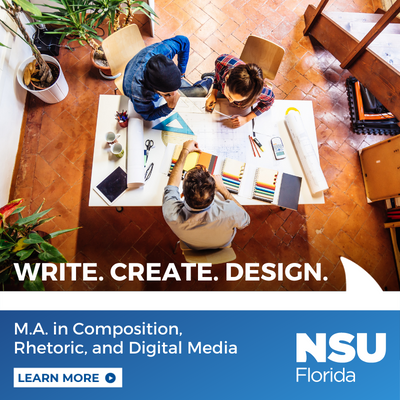 WRITE. CREATE. DESIGN.
M.A. in Composition,
Rhetoric, and Digital Media
LEARN MORE
NSU
Florida